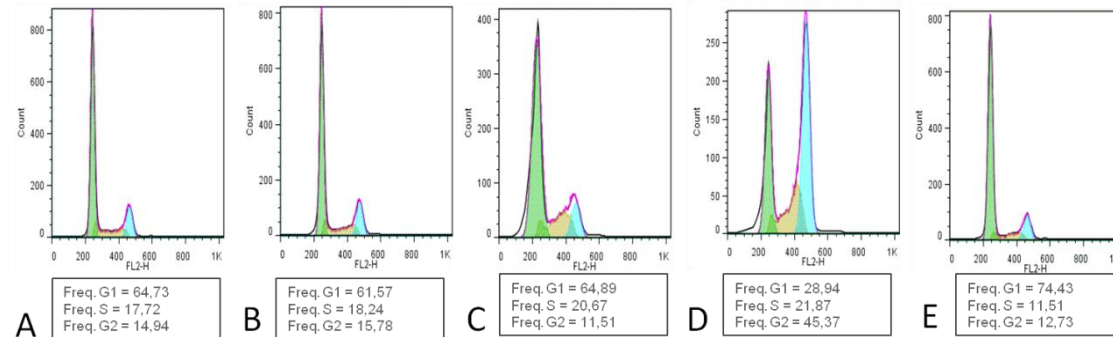 800
600
400
200
0
Count
0 200 400 600 800 1K
FL2-H
A
Freq. G1 = 64,73
Freq. S = 17,72
Freq. G2 = 14,94
800
600
400
200
0
Count
0 200 400 600 800 1K
FL2-H
B
Freq. G1 = 61,57
Freq. S = 18,24
Freq. G2 = 15,78
400
300
200
100
0
Count
0 200 400 600 800 1K
FL2-H
C
Freq. G1 = 64,89
Freq. S = 20,67
Freq. G2 = 11,51
250
200
150
100
50
0
Count
0 200 400 600 800 1K
FL2-H
D
Freq. G1 = 28,94
Freq. S = 21,87
Freq. G2 = 45,37
800
600
400
200
0
Count
0 200 400 600 800 1K
FL2-H
E
Freq. G1 = 74,43
Freq. S = 11,51
Freq. G2 = 12,73